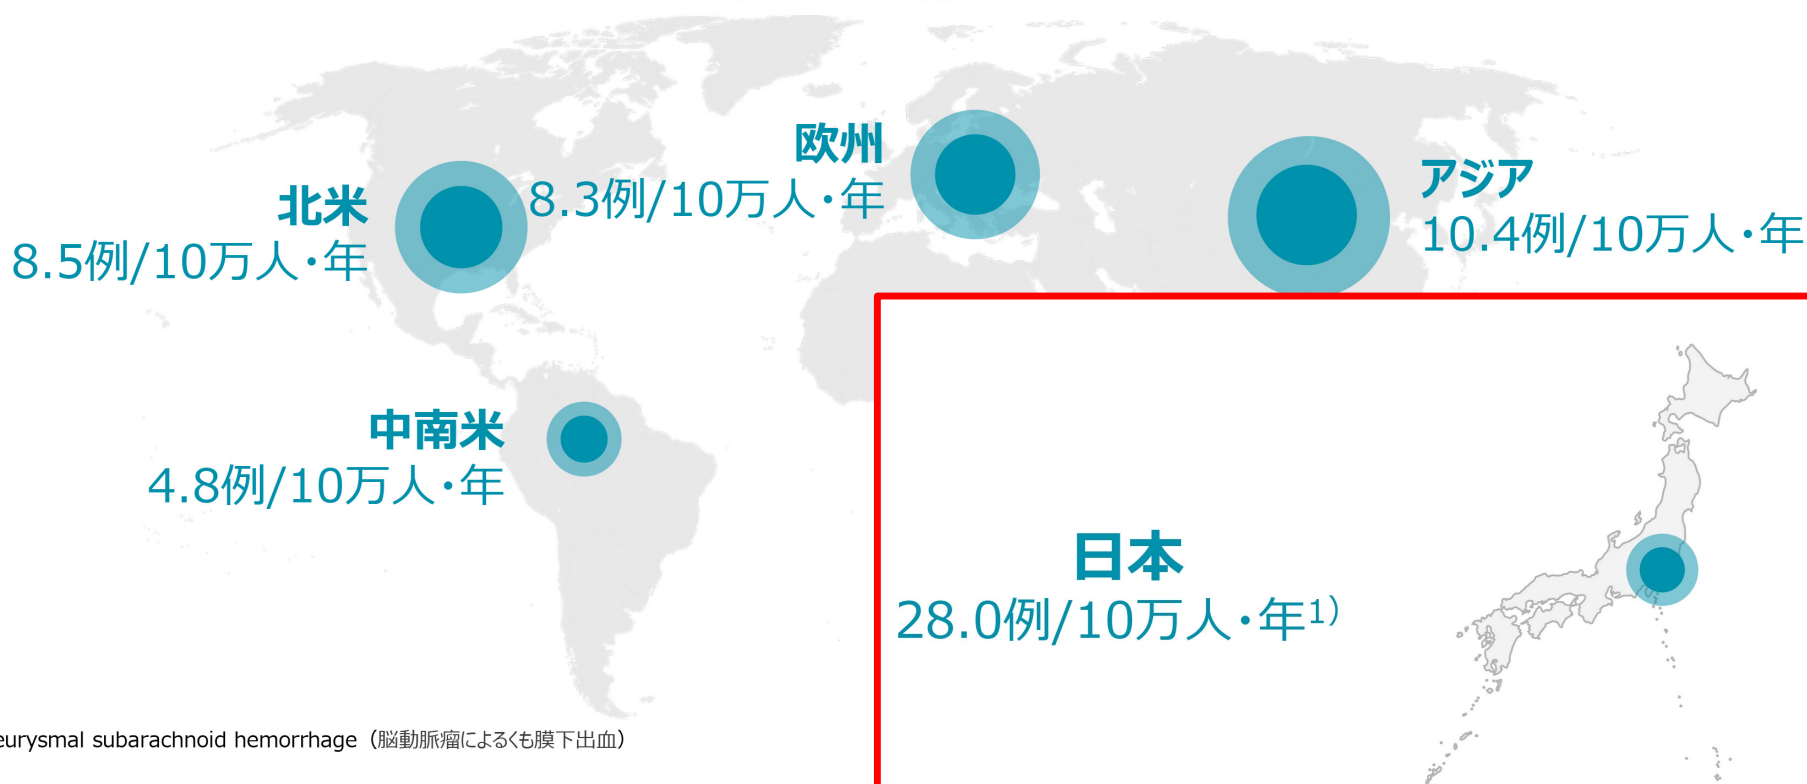 欧州
8.3例/10万人・年
アジア
10.4例/10万人・年
北米
8.5例/10万人・年
中南米
4.8例/10万人・年
日本
28.0例/10万人・年1)
eurysmal subarachnoid hemorrhage（脳動脈瘤によるくも膜下出血）